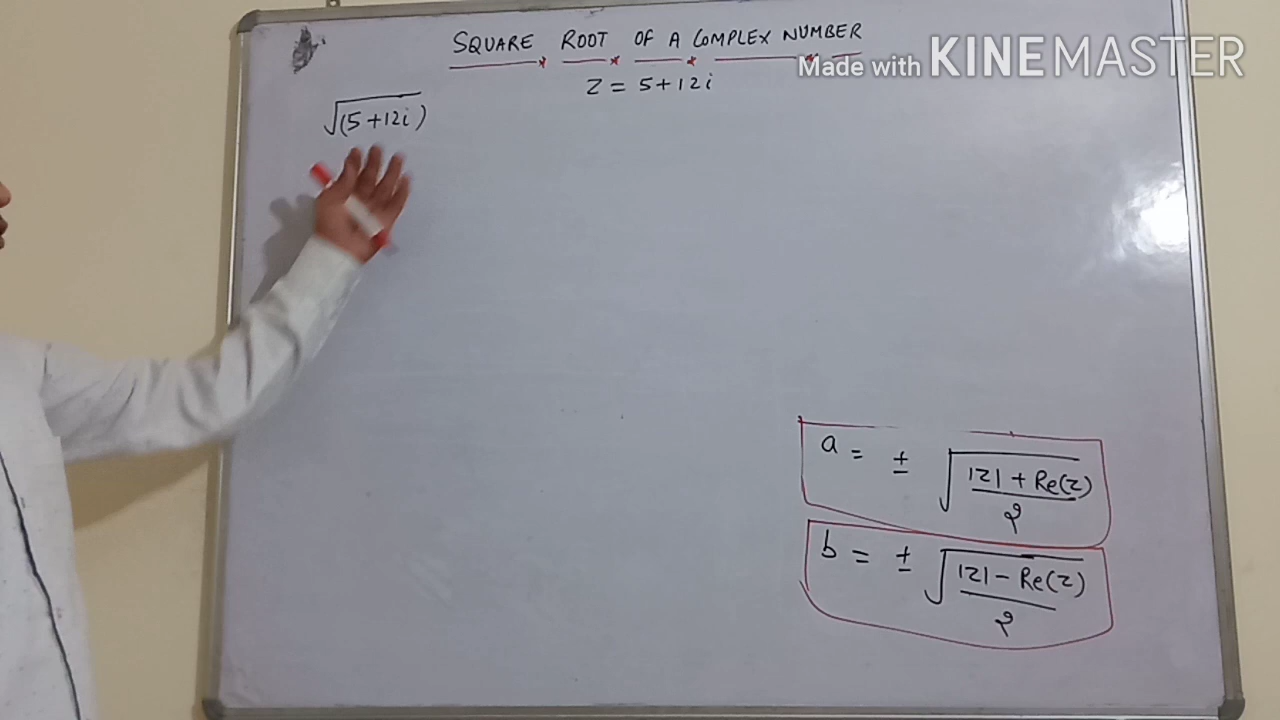 SQUARE ROOT OF A COMPLEX NUMBER
Made with KINEMASTER
Z = 5+12i
√(5+12i)
a = ± √((|z| + Re(z))/2)
b = ± √((|z| - Re(z))/2)